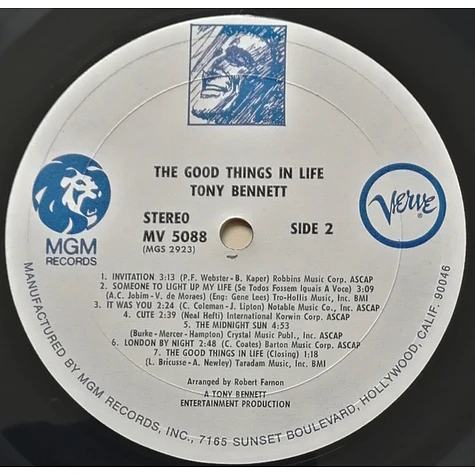 THE GOOD THINGS IN LIFE
TONY BENNETT
STEREO
MV 5088
(MGS 2923)
SIDE 2
MGM
RECORDS
Verve
1. INVITATION 3:13 (P.F. Webster-B. Kaper) Robbins Music Corp. ASCAP
2. SOMEONE TO LIGHT UP MY LIFE (Se Todos Fossem Iguais A Voce) 3:09
(A.C. Jobim-V. de Moraes) (Eng: Gene Lees) Tro-Hollis Music, Inc. BMI
3. IT WAS YOU 2:24 (C. Coleman-J. Lipton) Notable Music Co., Inc. ASCAP
4. CUTE 2:39 (Neal Hefti) International Korwin Corp. ASCAP
5. THE MIDNIGHT SUN 4:53
(Burke-Mercer-Hampton) Crystal Music Publ., Inc. ASCAP
6. LONDON BY NIGHT 2:48 (C. Coates) Barton Music Corp. ASCAP
7. THE GOOD THINGS IN LIFE (Closing) 1:18
(L. Bricusse-A. Newley) Taradam Music, Inc. BMI
Arranged by Robert Farnon
A TONY BENNETT
ENTERTAINMENT PRODUCTION
MANUFACTURED BY MGM RECORDS, INC., 7165 SUNSET BOULEVARD, HOLLYWOOD, CALIF. 90046